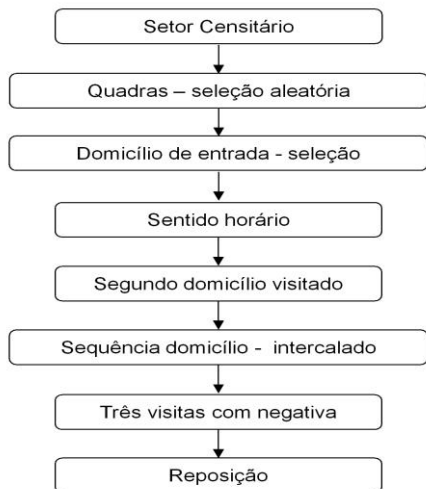 Setor Censitário
Quadras – seleção aleatória
Domicílio de entrada - seleção
Sentido horário
Segundo domicílio visitado
Sequência domicílio - intercalado
Três visitas com negativa
Reposição